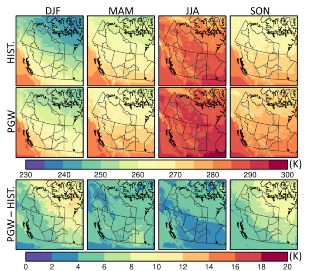 DJF MAM JJA SON
HIST.
PGW
230 240 250 260 270 280 290 300 (K)
PGW – HIST.
0 2 4 6 8 10 12 14 16 18 20 (K)